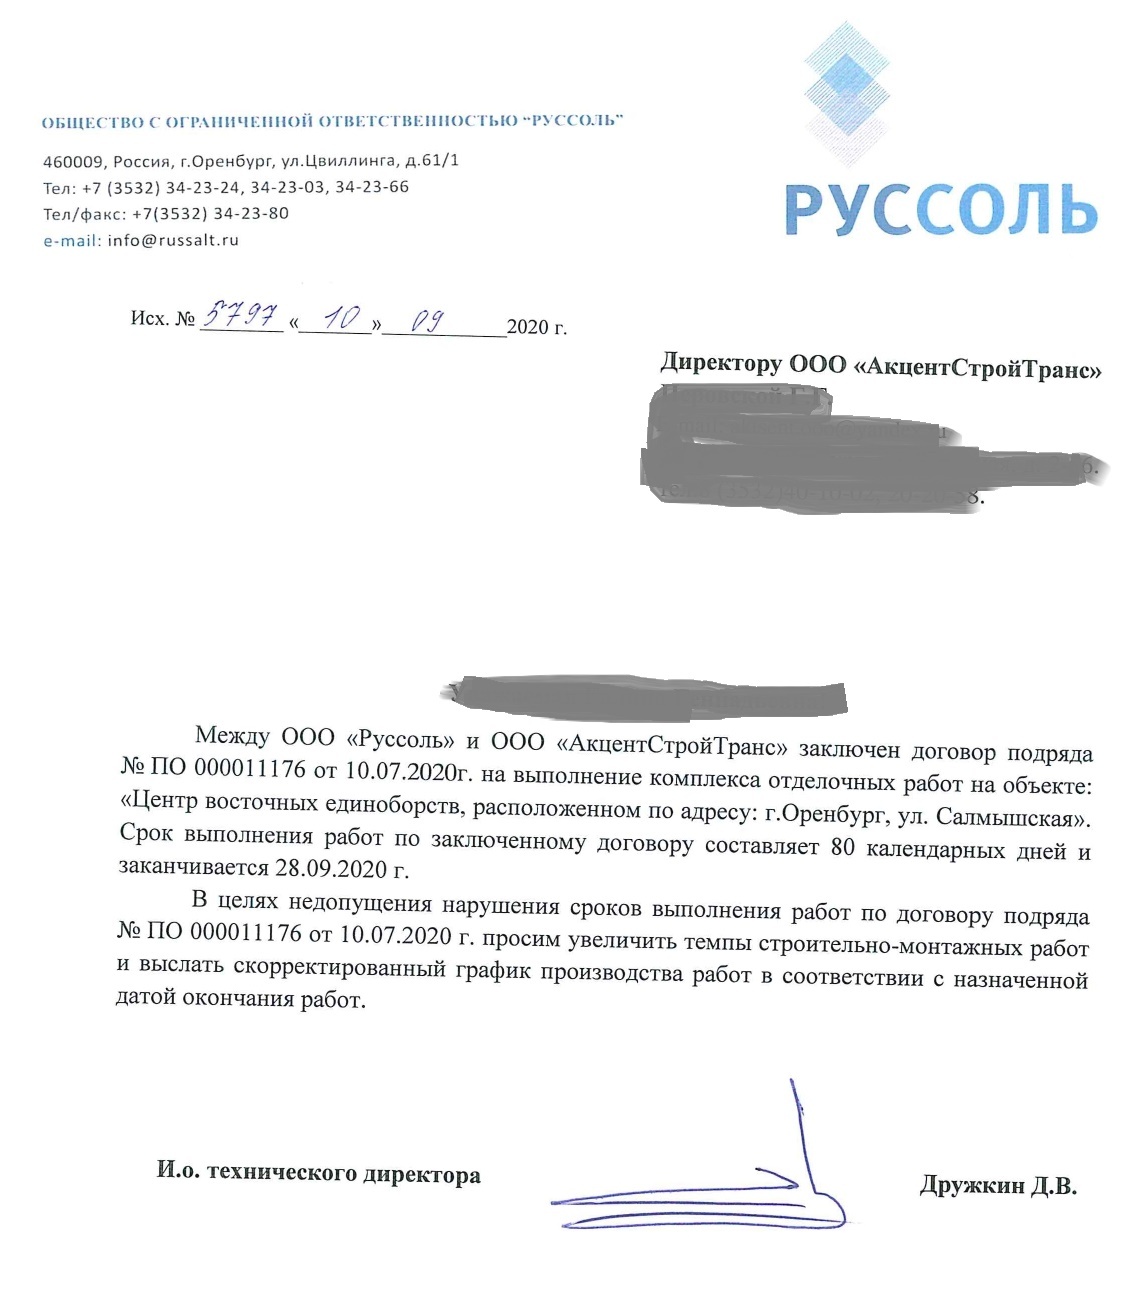 ОБЩЕСТВО С ОГРАНИЧЕННОЙ ОТВЕТСТВЕННОСТЬЮ “РУССОЛЬ”
460009, Россия, г.Оренбург, ул.Цвиллинга, д.61/1
Тел: +7 (3532) 34-23-24, 34-23-03, 34-23-66
Тел/факс: +7(3532) 34-23-80
e-mail: info@russalt.ru
РУССОЛЬ
Исх. № 5797 «10» 09 2020 г.
Директору ООО «АкцентСтройТранс»
Между ООО «Руссоль» и ООО «АкцентСтройТранс» заключен договор подряда
№ ПО 000011176 от 10.07.2020г. на выполнение комплекса отделочных работ на объекте:
«Центр восточных единоборств, расположенном по адресу: г.Оренбург, ул. Салмышская».
Срок выполнения работ по заключенному договору составляет 80 календарных дней и
заканчивается 28.09.2020 г.
В целях недопущения нарушения сроков выполнения работ по договору подряда
№ ПО 000011176 от 10.07.2020 г. просим увеличить темпы строительно-монтажных работ
и выслать скорректированный график производства работ в соответствии с назначенной
датой окончания работ.
И.о. технического директора
Дружкин Д.В.